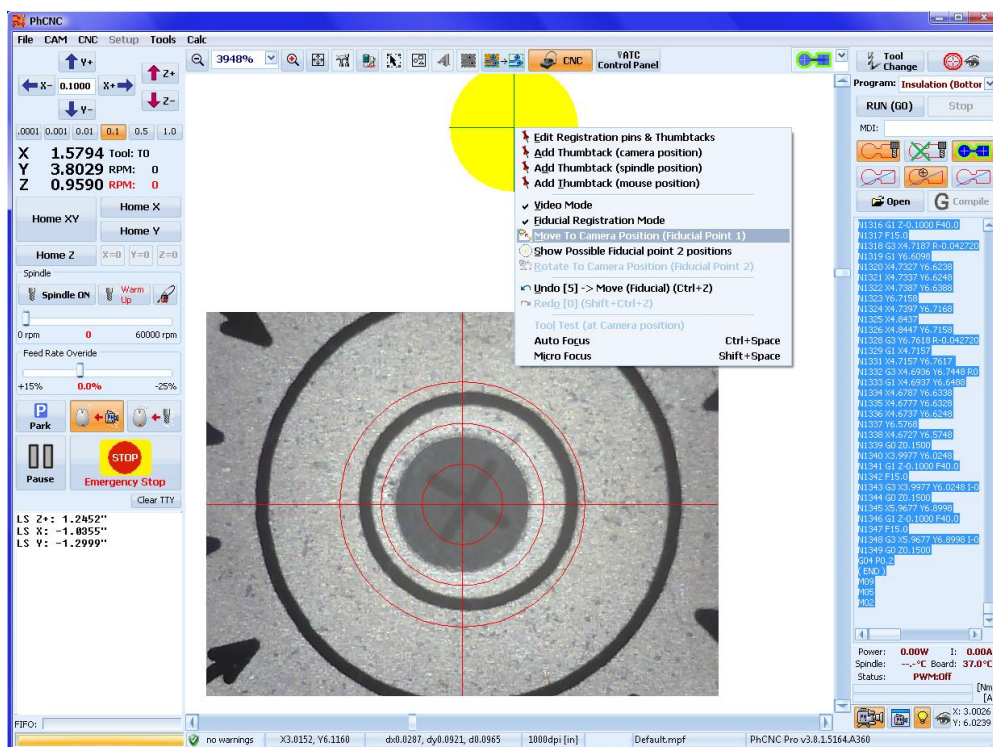 PhCNC
File CAM CNC Setup Tools Calc
Y+
X- 0.1000 X+
Y-
Z+
Z-
.0001 0.001 0.01 0.1 0.5 1.0
X 1.5794 Tool: T0
Y 3.8029 RPM: 0
Z 0.9590 RPM: 0
Home XY
Home X
Home Y
Home Z X=0 Y=0 Z=0
Spindle
Spindle ON Warm Up
0 rpm 0 60000 rpm
Feed Rate Overide
+15% 0.0% -25%
P
Park
Pause
STOP
Emergency Stop
Clear TTY
LS Z+: 1.2452"
LS X: -1.0355"
LS Y: -1.2999"
FIFO:
3948%
CNC
ATC
Control Panel
Edit Registration pins & Thumbtacks
Add Thumbtack (camera position)
Add Thumbtack (spindle position)
Add Thumbtack (mouse position)
Video Mode
Fiducial Registration Mode
Move To Camera Position (Fiducial Point 1)
Show Possible Fiducial point 2 positions
Rotate To Camera Position (Fiducial Point 2)
Undo [5] -> Move (Fiducial) (Ctrl+Z)
Redo [0] (Shift+Ctrl+Z)
Tool Test (at Camera position)
Auto Focus Ctrl+Space
Micro Focus Shift+Space
Tool Change
Program: Insulation (Bottor
RUN (GO) Stop
MDI:
Open G Compile
N1316 G1 Z-0.1000 F40.0
N1317 F15.0
N1318 G3 X4.7187 R-0.042720
N1319 G1 Y6.6098
N1320 X4.7327 Y6.6238
N1321 X4.7337 Y6.6248
N1322 X4.7387 Y6.6388
N1323 Y6.7158
N1324 X4.7397 Y6.7168
N1325 X4.8437
N1326 X4.8447 Y6.7158
N1328 G3 Y6.7618 R-0.042720
N1329 G1 X4.7157
N1331 X4.7157 Y6.7617
N1332 G3 X4.6936 Y6.7448 R0
N1333 G1 X4.6937 Y6.6488
N1334 X4.6787 Y6.6338
N1335 X4.6777 Y6.6328
N1336 X4.6737 Y6.6248
N1337 Y6.5768
N1338 X4.6727 Y6.5748
N1339 G0 Z0.1500
N1340 X3.9977 Y6.0248
N1341 G1 Z-0.1000 F40.0
N1342 F15.0
N1343 G3 X3.9977 Y6.0248 I-0
N1344 G0 Z0.1500
N1345 X5.9677 Y6.8998
N1346 G1 Z-0.1000 F40.0
N1347 F15.0
N1348 G3 X5.9677 Y6.8998 I-0
N1349 G0 Z0.1500
G04 P0.2
( END )
M09
M05
M02
Power: 0.00W I: 0.00A
Spindle: --.-°C Board: 37.0°C
Status: PWM:Off
[Nm
[A
X: 3.0026
Y: 6.0239
no warnings X3.0152, Y6.1160 dx0.0287, dy0.0921, d0.0965 1000dpi [in] Default.mpf PhCNC Pro v3.8.1.5164.A360